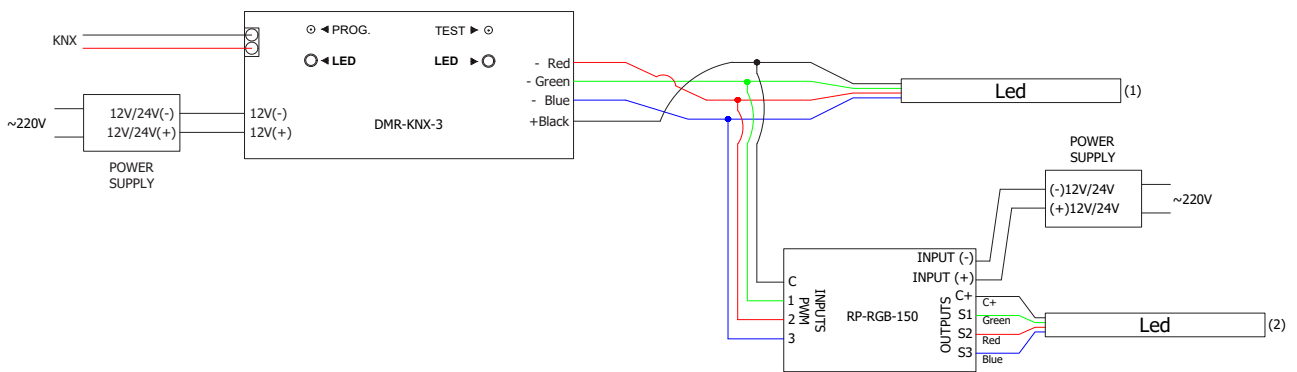 KNX
PROG.
TEST
LED
LED
- Red
- Green
- Blue
+Black
DMR-KNX-3
12V(-)
12V(+)
~220V
12V/24V(-)
12V/24V(+)
POWER
SUPPLY
Led
(1)
POWER
SUPPLY
(-)12V/24V
(+)12V/24V
~220V
INPUT (-)
INPUT (+)
C
1
2
3
INPUTS
PWM
RP-RGB-150
OUTPUTS
C+
S1
S2
S3
C+
Green
Red
Blue
Led
(2)